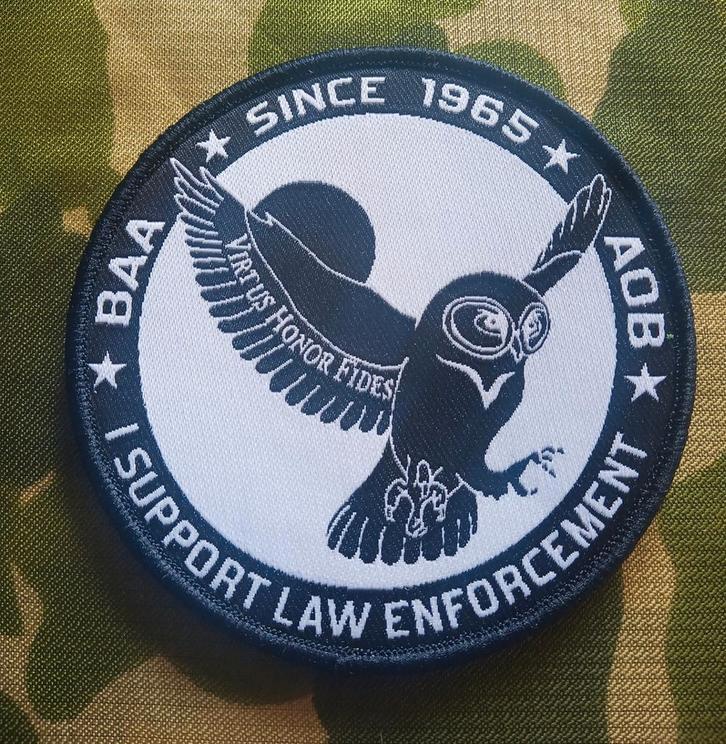 SINCE 1965
BAA
AOB
VIRTUS HONOR FIDES
I SUPPORT LAW ENFORCEMENT